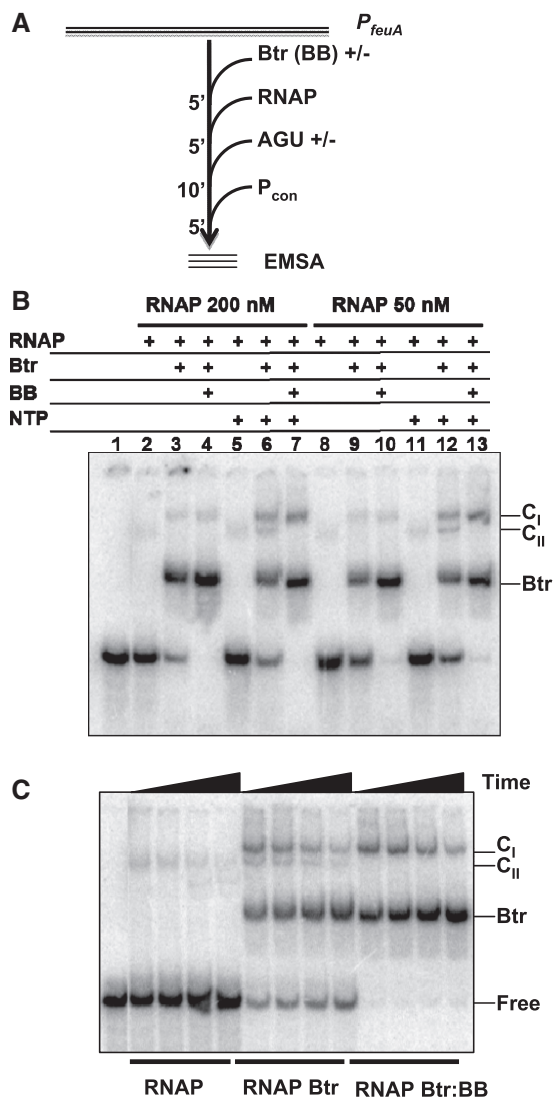 A
PfeuA
Btr (BB) +/-
5' RNAP
5' AGU +/-
10' Pcon
5'
EMSA
B
RNAP 200 nM RNAP 50 nM
RNAP + + + + + + + + + + + +
Btr + + + + + + + +
BB + + + +
NTP + + + + + +
1 2 3 4 5 6 7 8 9 10 11 12 13
CI
CII
Btr
C
Time
CI
CII
Btr
Free
RNAP RNAP Btr RNAP Btr:BB